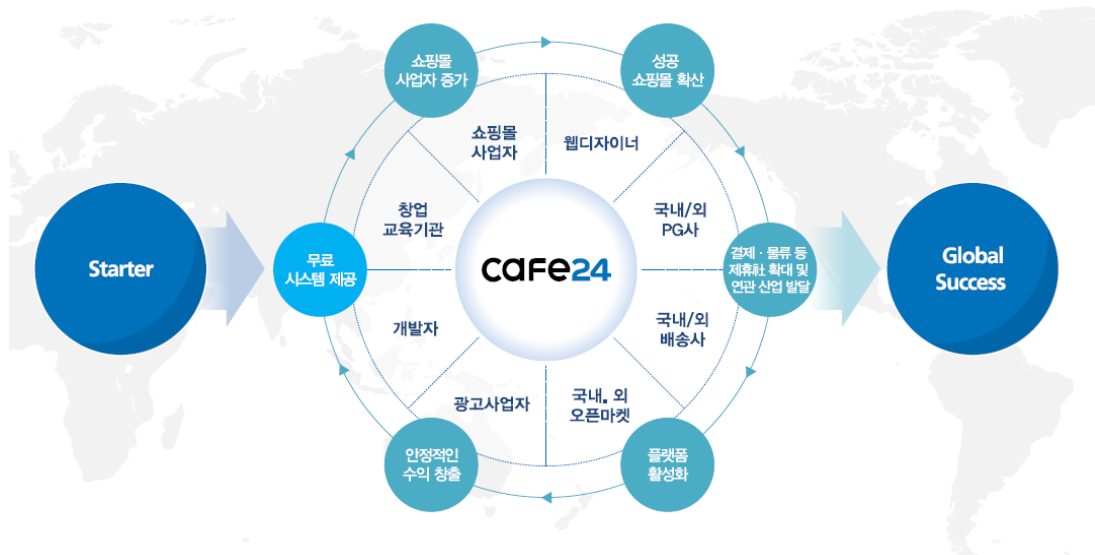 쇼핑몰
사업자 증가
성공
쇼핑몰 확산
쇼핑몰
사업자
웹디자이너
창업
교육기관
국내/외
PG사
Starter
무료
시스템 제공
CAFE24
결제 · 물류 등
제휴社 확대 및
연관 산업 발달
Global
Success
개발자
국내/외
배송사
광고사업자
국내. 외
오픈마켓
안정적인
수익 창출
플랫폼
활성화